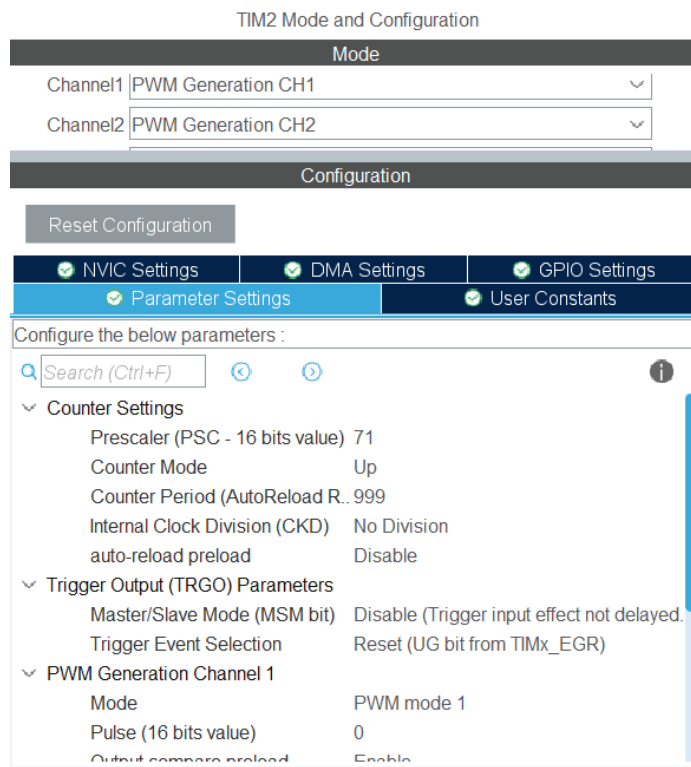 TIM2 Mode and Configuration
Mode
Channel1 PWM Generation CH1
Channel2 PWM Generation CH2
Configuration
Reset Configuration
NVIC Settings DMA Settings GPIO Settings
Parameter Settings User Constants
Configure the below parameters :
Search (Ctrl+F)
Counter Settings
Prescaler (PSC - 16 bits value) 71
Counter Mode Up
Counter Period (AutoReload R.. 999
Internal Clock Division (CKD) No Division
auto-reload preload Disable
Trigger Output (TRGO) Parameters
Master/Slave Mode (MSM bit) Disable (Trigger input effect not delayed.
Trigger Event Selection Reset (UG bit from TIMx_EGR)
PWM Generation Channel 1
Mode PWM mode 1
Pulse (16 bits value) 0
Output compare preload Enable